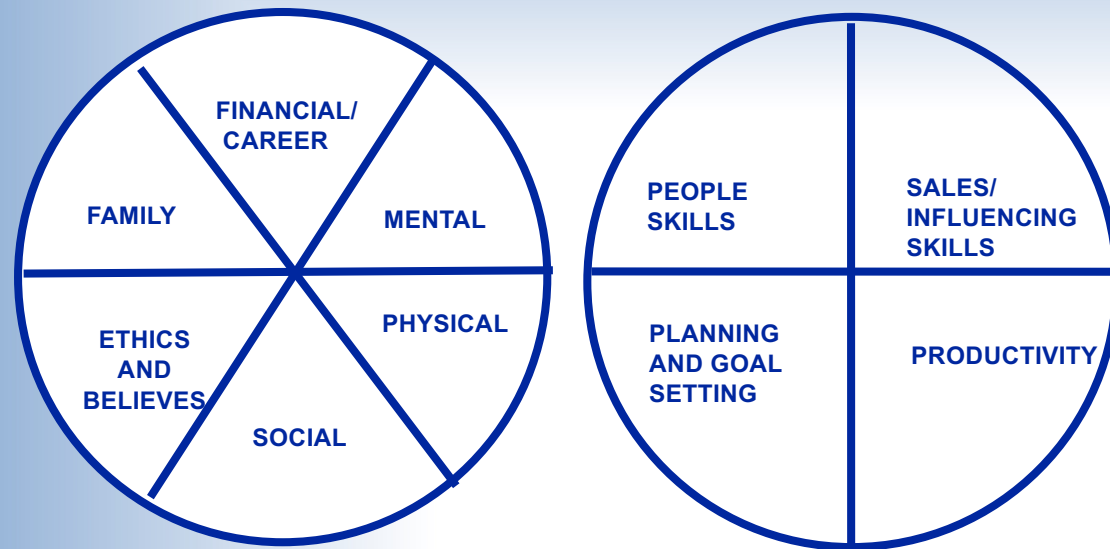 FINANCIAL/
CAREER
FAMILY
MENTAL
ETHICS
AND
BELIEVES
PHYSICAL
SOCIAL
PEOPLE
SKILLS
SALES/
INFLUENCING
SKILLS
PLANNING
AND GOAL
SETTING
PRODUCTIVITY